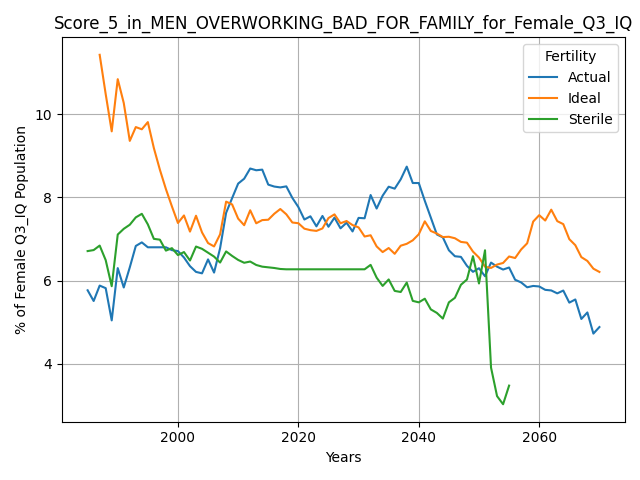 Score_5_in_MEN_OVERWORKING_BAD_FOR_FAMILY_for_Female_Q3_IQ
Fertility
Actual
Ideal
Sterile
% of Female Q3_IQ Population
10
8
6
4
2000 2020 2040 2060
Years